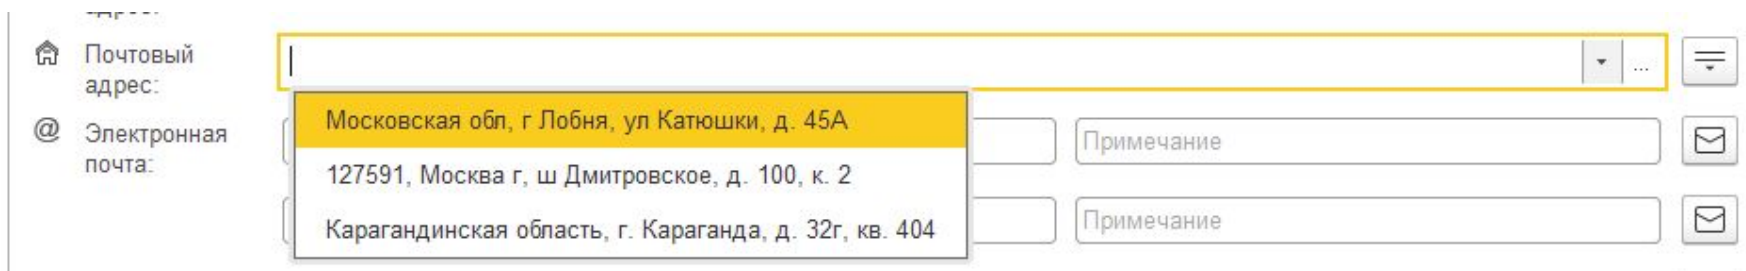 Почтовый
адрес:
...
Московская обл, г Лобня, ул Катюшки, д. 45А
@ Электронная
почта:
Примечание
127591, Москва г, ш Дмитровское, д. 100, к. 2
Карагандинская область, г. Караганда, д. 32г, кв. 404
Примечание